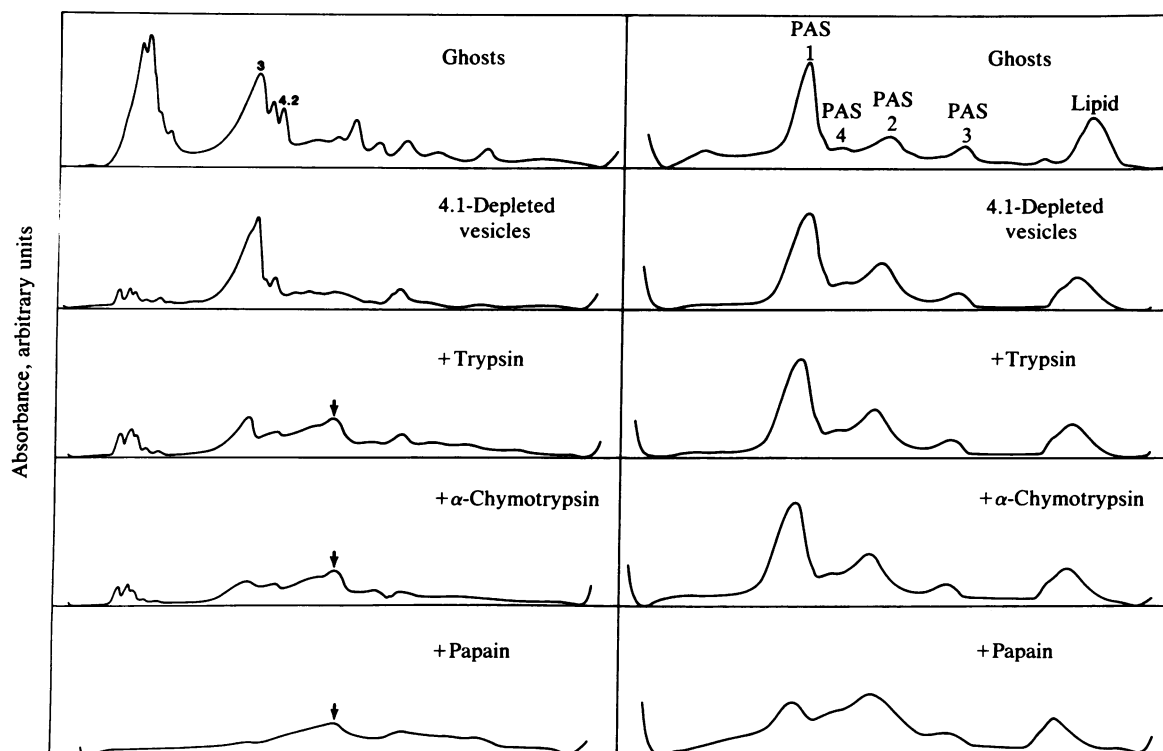 Absorbance, arbitrary units
3
4.2
Ghosts
PAS
1
PAS
4
PAS
2
PAS
3
Ghosts
Lipid
4.1-Depleted
vesicles
4.1-Depleted
vesicles
+Trypsin
+Trypsin
+α-Chymotrypsin
+α-Chymotrypsin
+Papain
+Papain